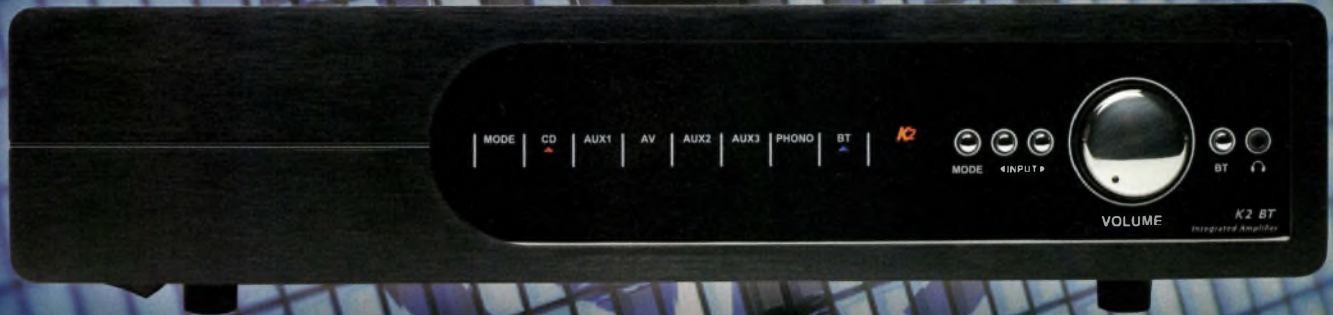 MODE CD AUX1 AV AUX2 AUX3 PHONO BT
K2
MODE ◄INPUT► BT
VOLUME
K2 BT
Integrated Amplifier